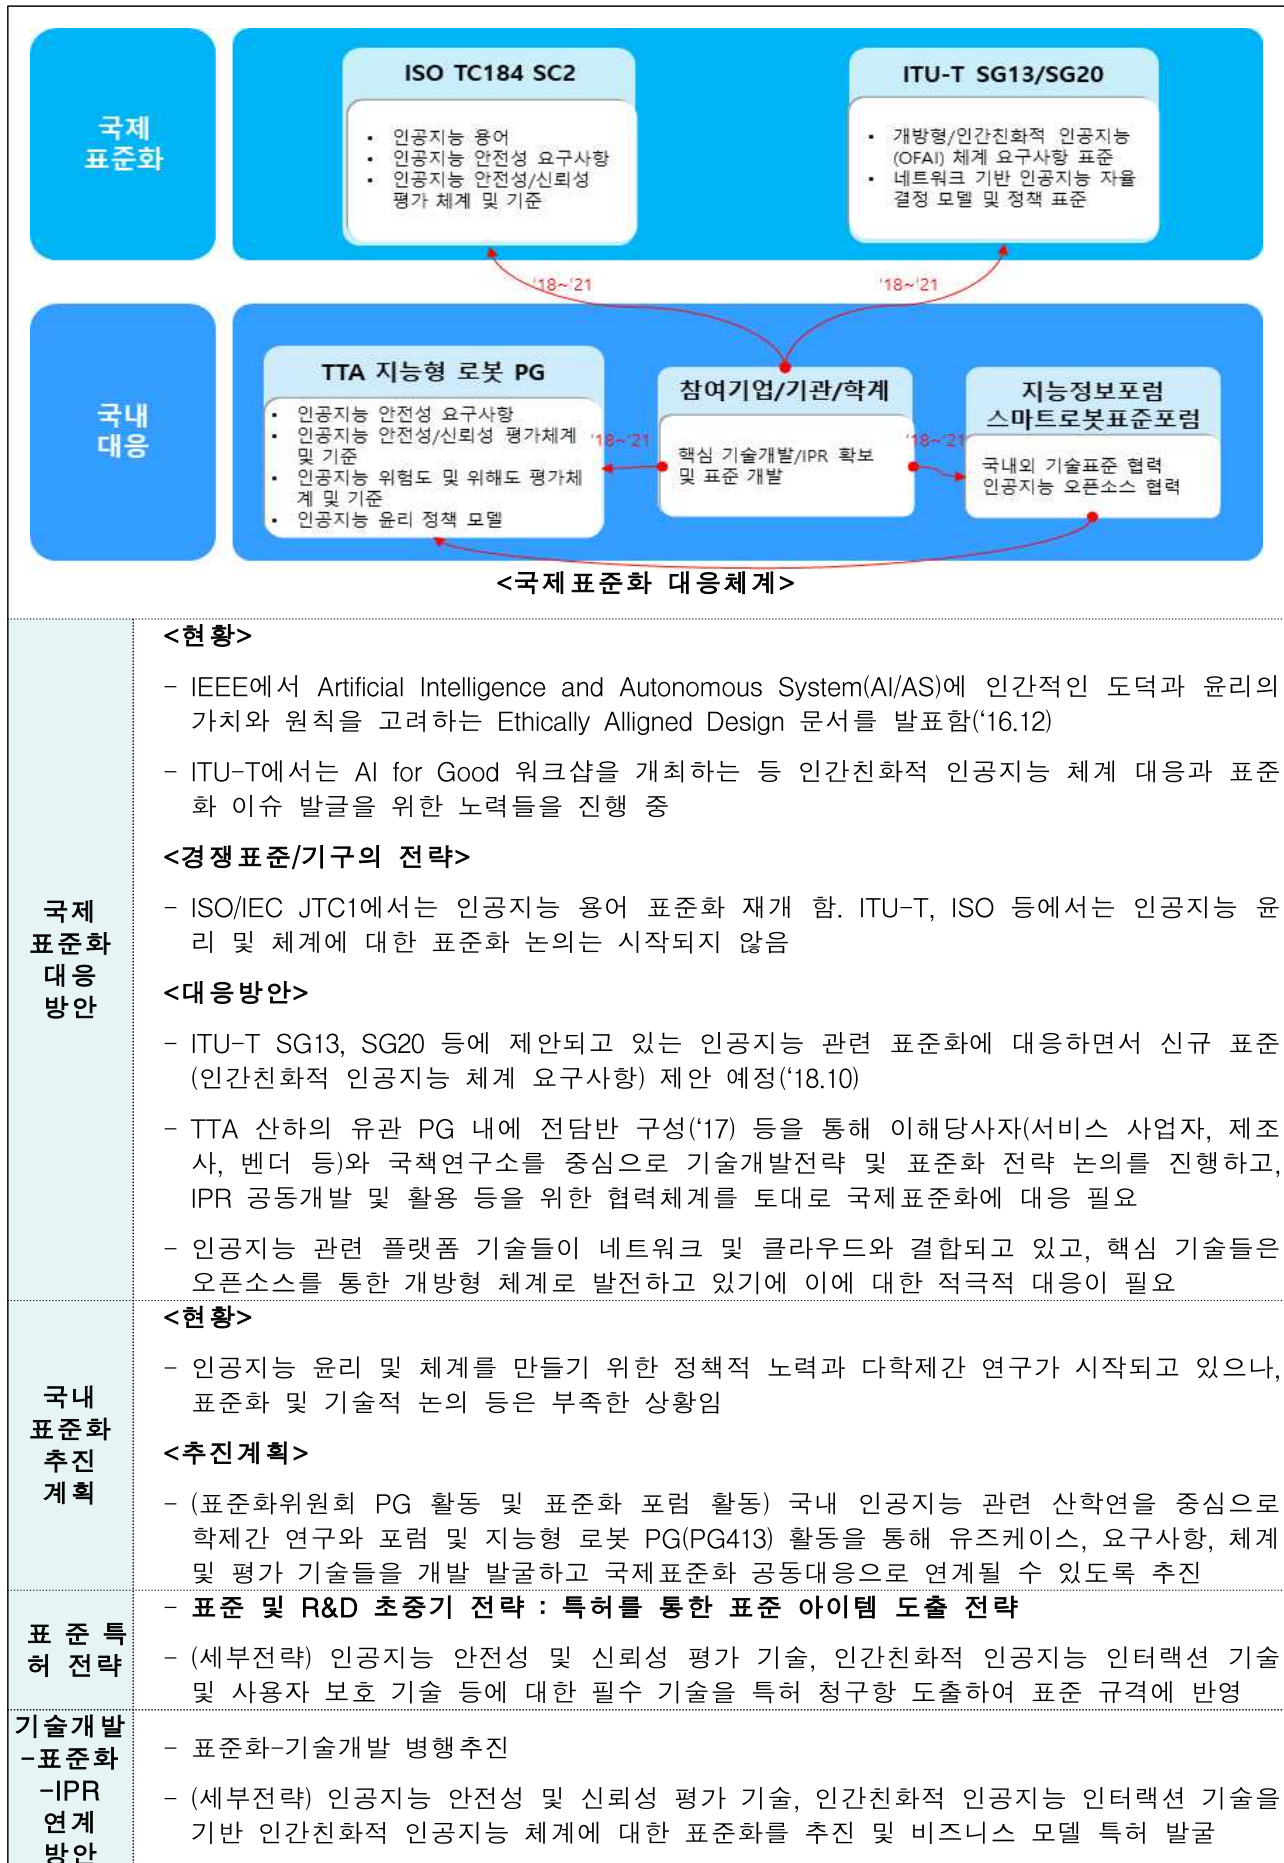 국제
표준화
ISO TC184 SC2
• 인공지능 용어
• 인공지능 안전성 요구사항
• 인공지능 안전성/신뢰성
평가 체계 및 기준
ITU-T SG13/SG20
• 개방형/인간친화적 인공지능
(OFAI) 체계 요구사항 표준
• 네트워크 기반 인공지능 자율
결정 모델 및 정책 표준
'18~'21
'18~'21
국내
대응
TTA 지능형 로봇 PG
• 인공지능 안전성 요구사항
• 인공지능 안전성/신뢰성 평가체계
및 기준
• 인공지능 위험도 및 위해도 평가체
계 및 기준
• 인공지능 윤리 정책 모델
'18~'21
참여기업/기관/학계
핵심 기술개발/IPR 확보
및 표준 개발
'18~'21
지능정보포럼
스마트로봇표준포럼
국내외 기술표준 협력
인공지능 오픈소스 협력
<국제표준화 대응체계>
국제
표준화
대응
방안
<현황>
- IEEE에서 Artificial Intelligence and Autonomous System(AI/AS)에 인간적인 도덕과 윤리의
가치와 원칙을 고려하는 Ethically Alligned Design 문서를 발표함('16.12)
- ITU-T에서는 AI for Good 워크샵을 개최하는 등 인간친화적 인공지능 체계 대응과 표준
화 이슈 발글을 위한 노력들을 진행 중
<경쟁표준/기구의 전략>
- ISO/IEC JTC1에서는 인공지능 용어 표준화 재개 함. ITU-T, ISO 등에서는 인공지능 윤
리 및 체계에 대한 표준화 논의는 시작되지 않음
<대응방안>
- ITU-T SG13, SG20 등에 제안되고 있는 인공지능 관련 표준화에 대응하면서 신규 표준
(인간친화적 인공지능 체계 요구사항) 제안 예정('18.10)
- TTA 산하의 유관 PG 내에 전담반 구성('17) 등을 통해 이해당사자(서비스 사업자, 제조
사, 벤더 등)와 국책연구소를 중심으로 기술개발전략 및 표준화 전략 논의를 진행하고,
IPR 공동개발 및 활용 등을 위한 협력체계를 토대로 국제표준화에 대응 필요
- 인공지능 관련 플랫폼 기술들이 네트워크 및 클라우드와 결합되고 있고, 핵심 기술들은
오픈소스를 통한 개방형 체계로 발전하고 있기에 이에 대한 적극적 대응이 필요
국내
표준화
추진
계획
<현황>
- 인공지능 윤리 및 체계를 만들기 위한 정책적 노력과 다학제간 연구가 시작되고 있으나,
표준화 및 기술적 논의 등은 부족한 상황임
<추진계획>
- (표준화위원회 PG 활동 및 표준화 포럼 활동) 국내 인공지능 관련 산학연을 중심으로
학제간 연구와 포럼 및 지능형 로봇 PG(PG413) 활동을 통해 유즈케이스, 요구사항, 체계
및 평가 기술들을 개발 발굴하고 국제표준화 공동대응으로 연계될 수 있도록 추진
표 준 특
허 전략
- 표준 및 R&D 초중기 전략 : 특허를 통한 표준 아이템 도출 전략
- (세부전략) 인공지능 안전성 및 신뢰성 평가 기술, 인간친화적 인공지능 인터랙션 기술
및 사용자 보호 기술 등에 대한 필수 기술을 특허 청구항 도출하여 표준 규격에 반영
기술개발
-표준화
-IPR
연계
방안
- 표준화-기술개발 병행추진
- (세부전략) 인공지능 안전성 및 신뢰성 평가 기술, 인간친화적 인공지능 인터랙션 기술을
기반 인간친화적 인공지능 체계에 대한 표준화를 추진 및 비즈니스 모델 특허 발굴